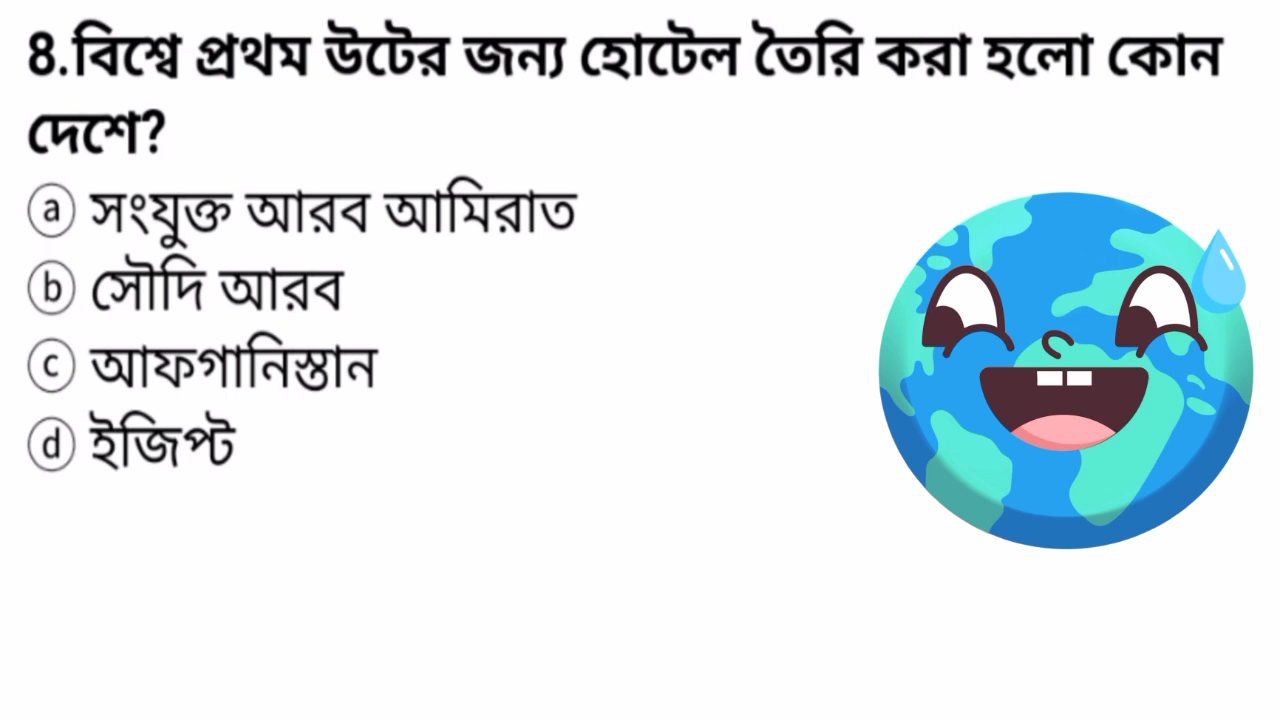 8.বিশ্বে প্রথম উটের জন্য হোটেল তৈরি করা হলো কোন
দেশে?
ⓐ সংযুক্ত আরব আমিরাত
ⓑ সৌদি আরব
ⓒ আফগানিস্তান
ⓓ ইজিপ্ট